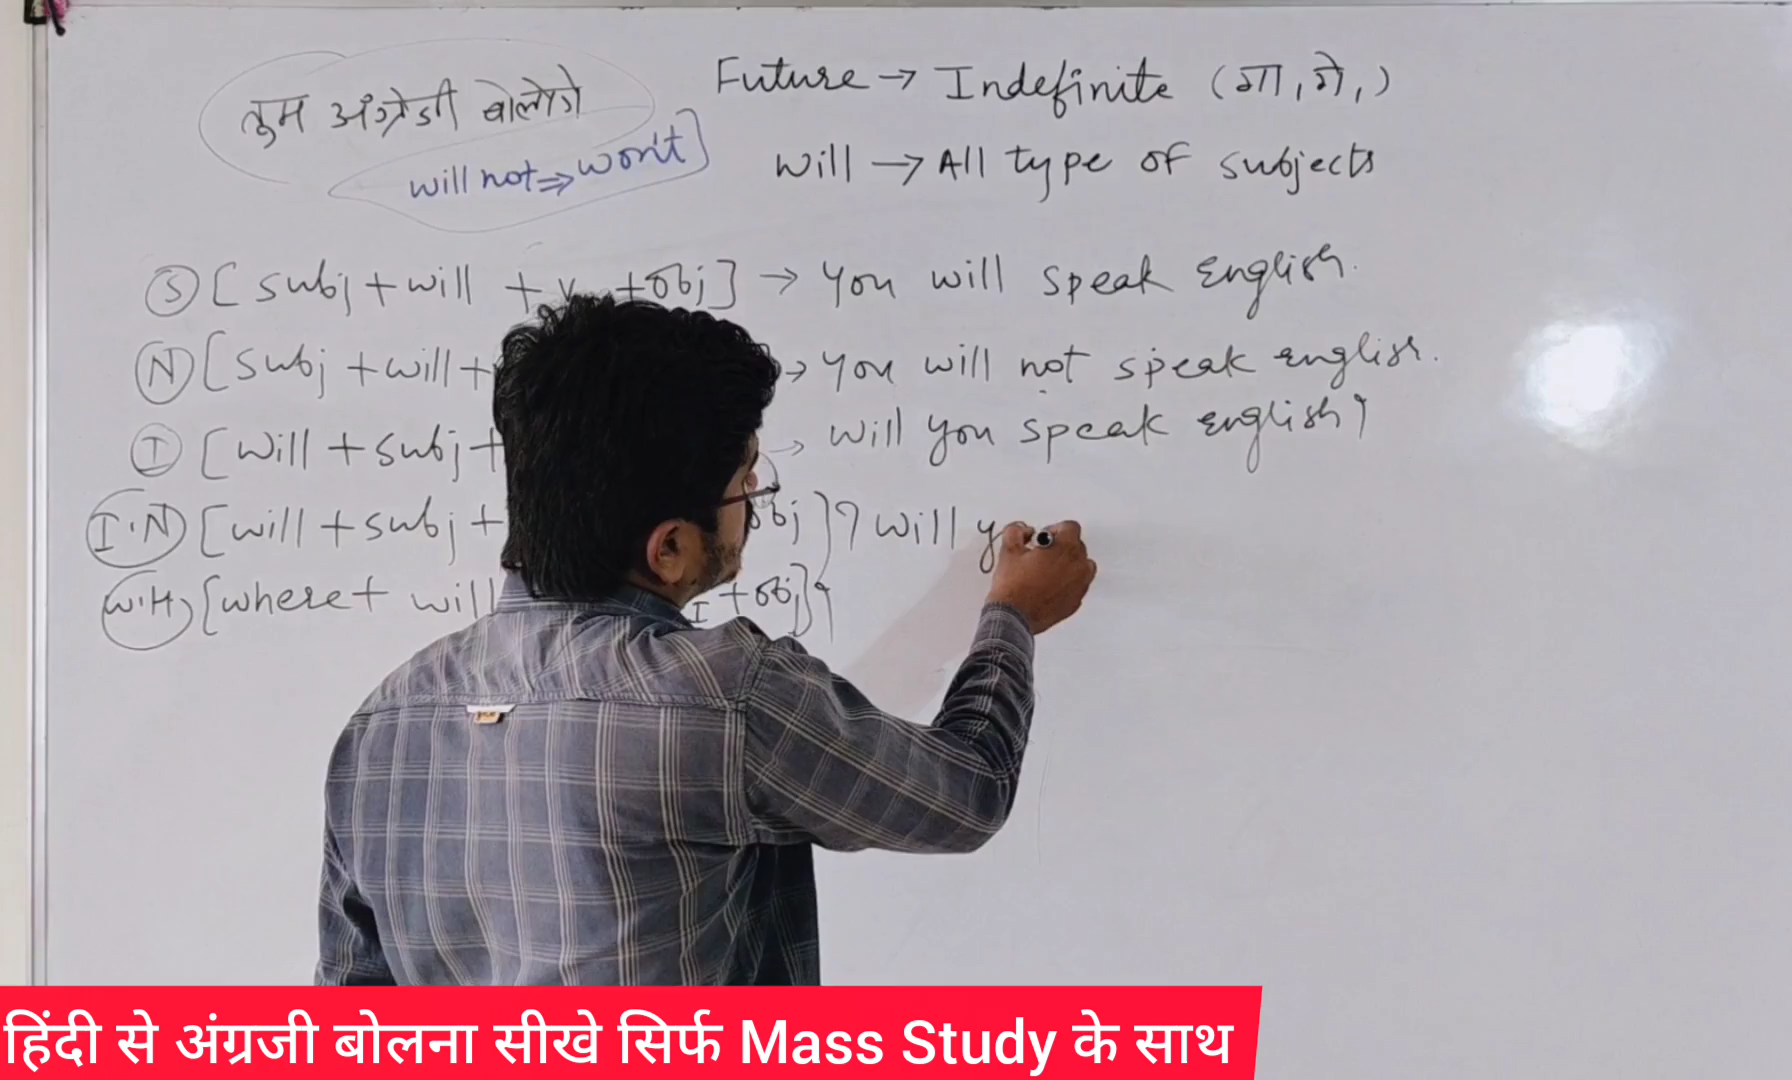 तुम अंग्रेजी बोलोगे
Future → Indefinite (गा, गे,)
will not ⇒ won't]
will → All type of subjects
(S) [subj + will + v + obj] → You will speak English.
(N) [subj + will + → you will not speak english.
(I) [will + subj + → will you speak english?
(I.N) [will + subj + obj]? will
(W.H) [where + will I + obj]?
हिंदी से अंग्रजी बोलना सीखे सिर्फ Mass Study के साथ